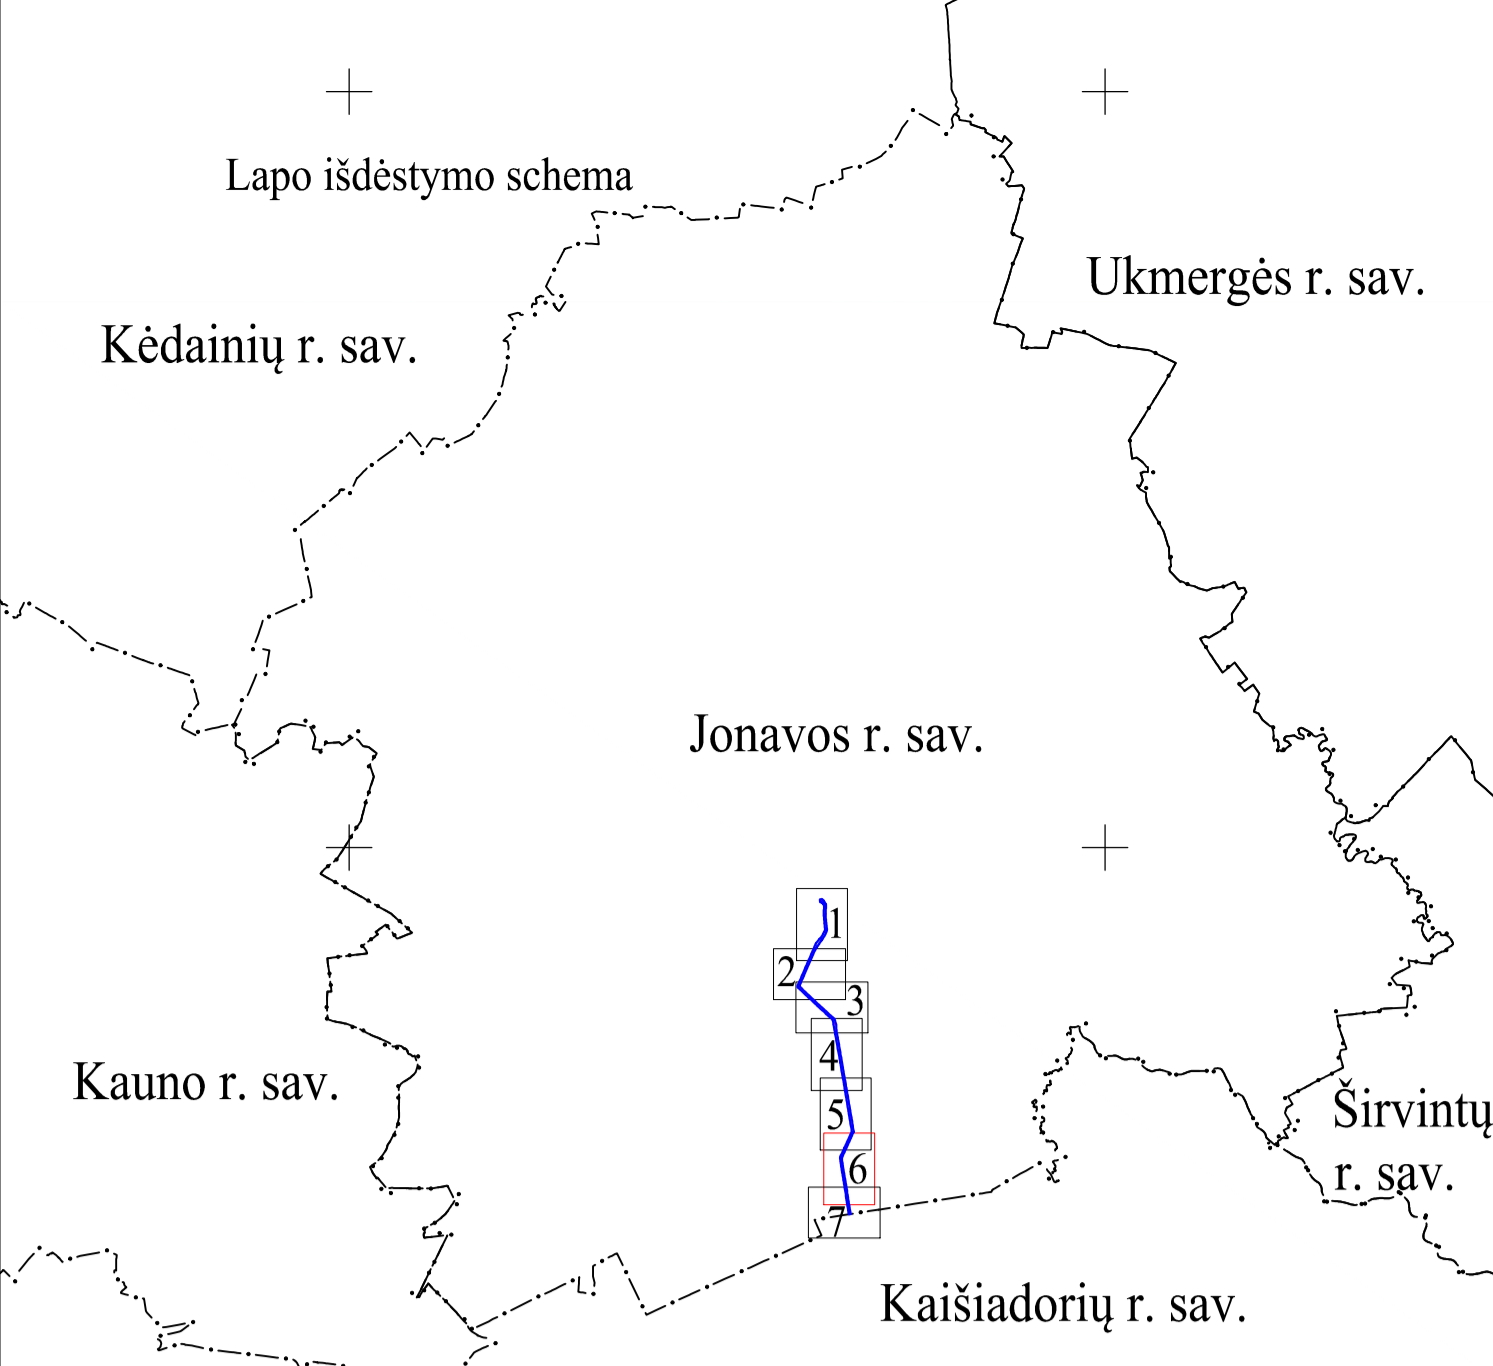 Lapo išdėstymo schema
Ukmergės r. sav.
Kėdainių r. sav.
Jonavos r. sav.
1
2
3
4
Kauno r. sav.
5
Širvintų
r. sav.
6
7
Kaišiadorių r. sav.